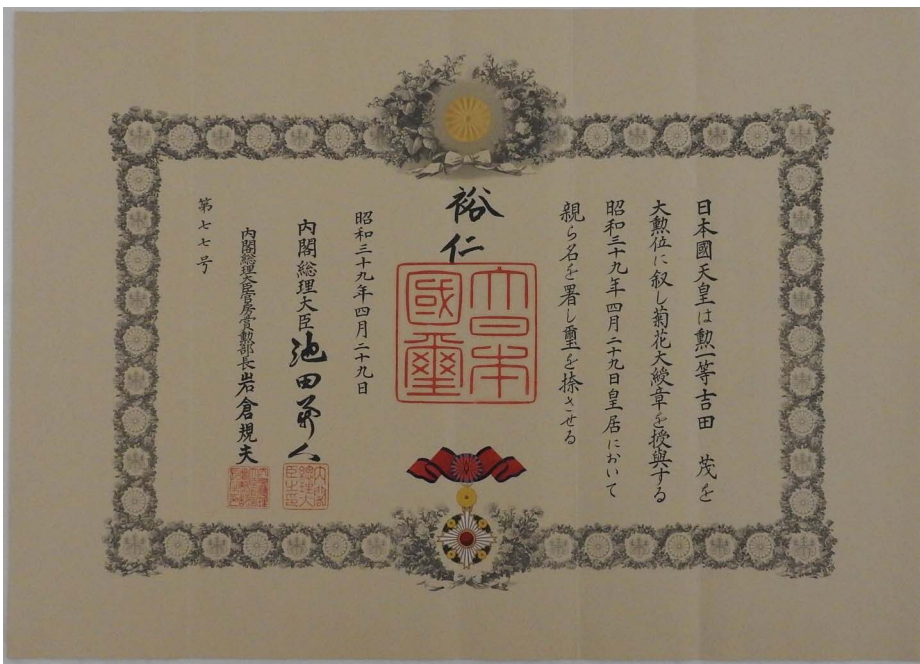 日本國天皇は勲一等吉田 茂を
大勲位に叙し菊花大綬章を授與する
昭和三十九年四月二十九日皇居において
親ら名を署し璽を捺させる
裕仁
大日本國璽
昭和三十九年四月二十九日
内閣総理大臣 池田勇人
内閣総理大臣官房賞勲部長 岩倉規夫
第七七号